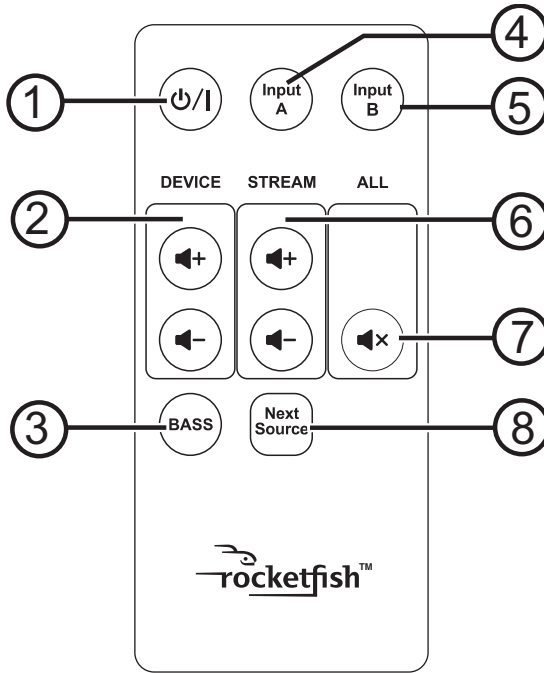 4
1
Input
A
Input
B
5
DEVICE STREAM ALL
2
6
7
3
BASS
Next
Source
8
rocketfish™